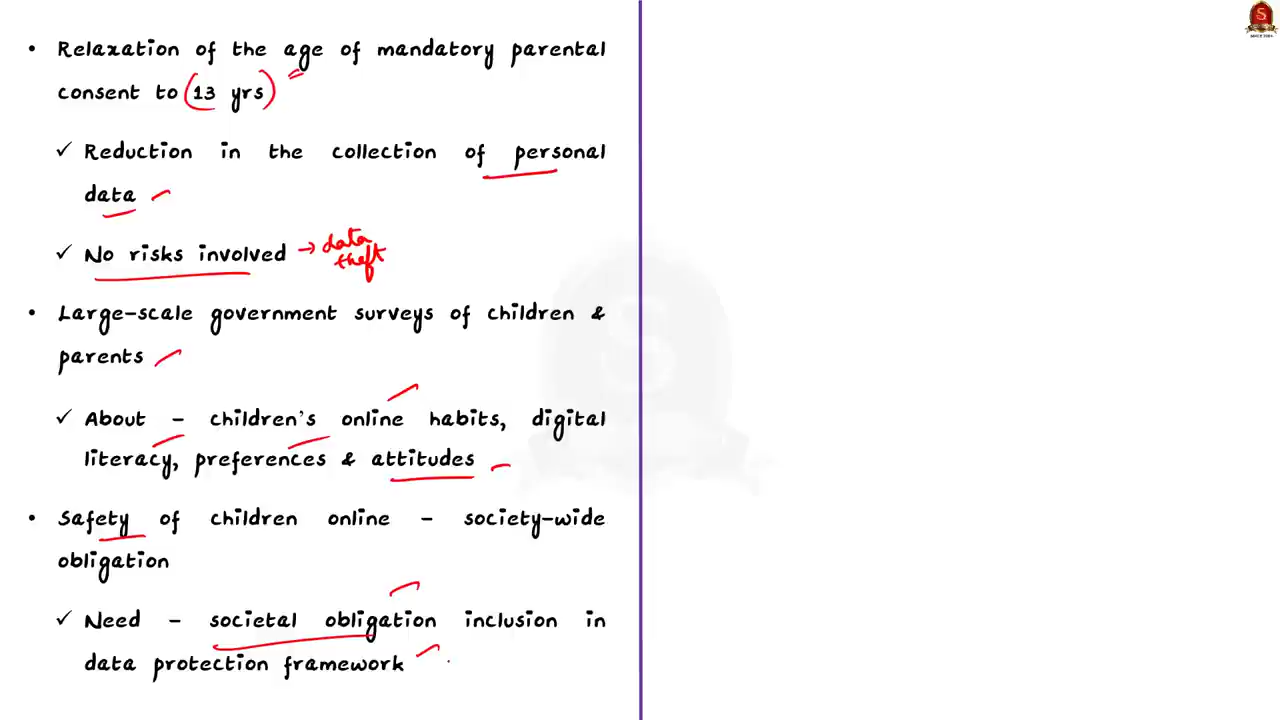 • Relaxation of the age of mandatory parental
consent to (13 yrs)
✓ Reduction in the collection of personal
data
✓ No risks involved → data
theft
• Large-scale government surveys of children &
parents
✓ About – children's online habits, digital
literacy, preferences & attitudes
• Safety of children online – society-wide
obligation
✓ Need – societal obligation inclusion in
data protection framework
S